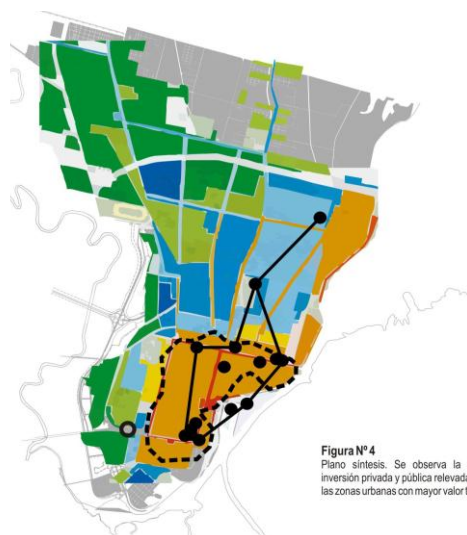 Figura Nº 4
Plano síntesis. Se observa la
inversión privada y pública relevada
las zonas urbanas con mayor valor